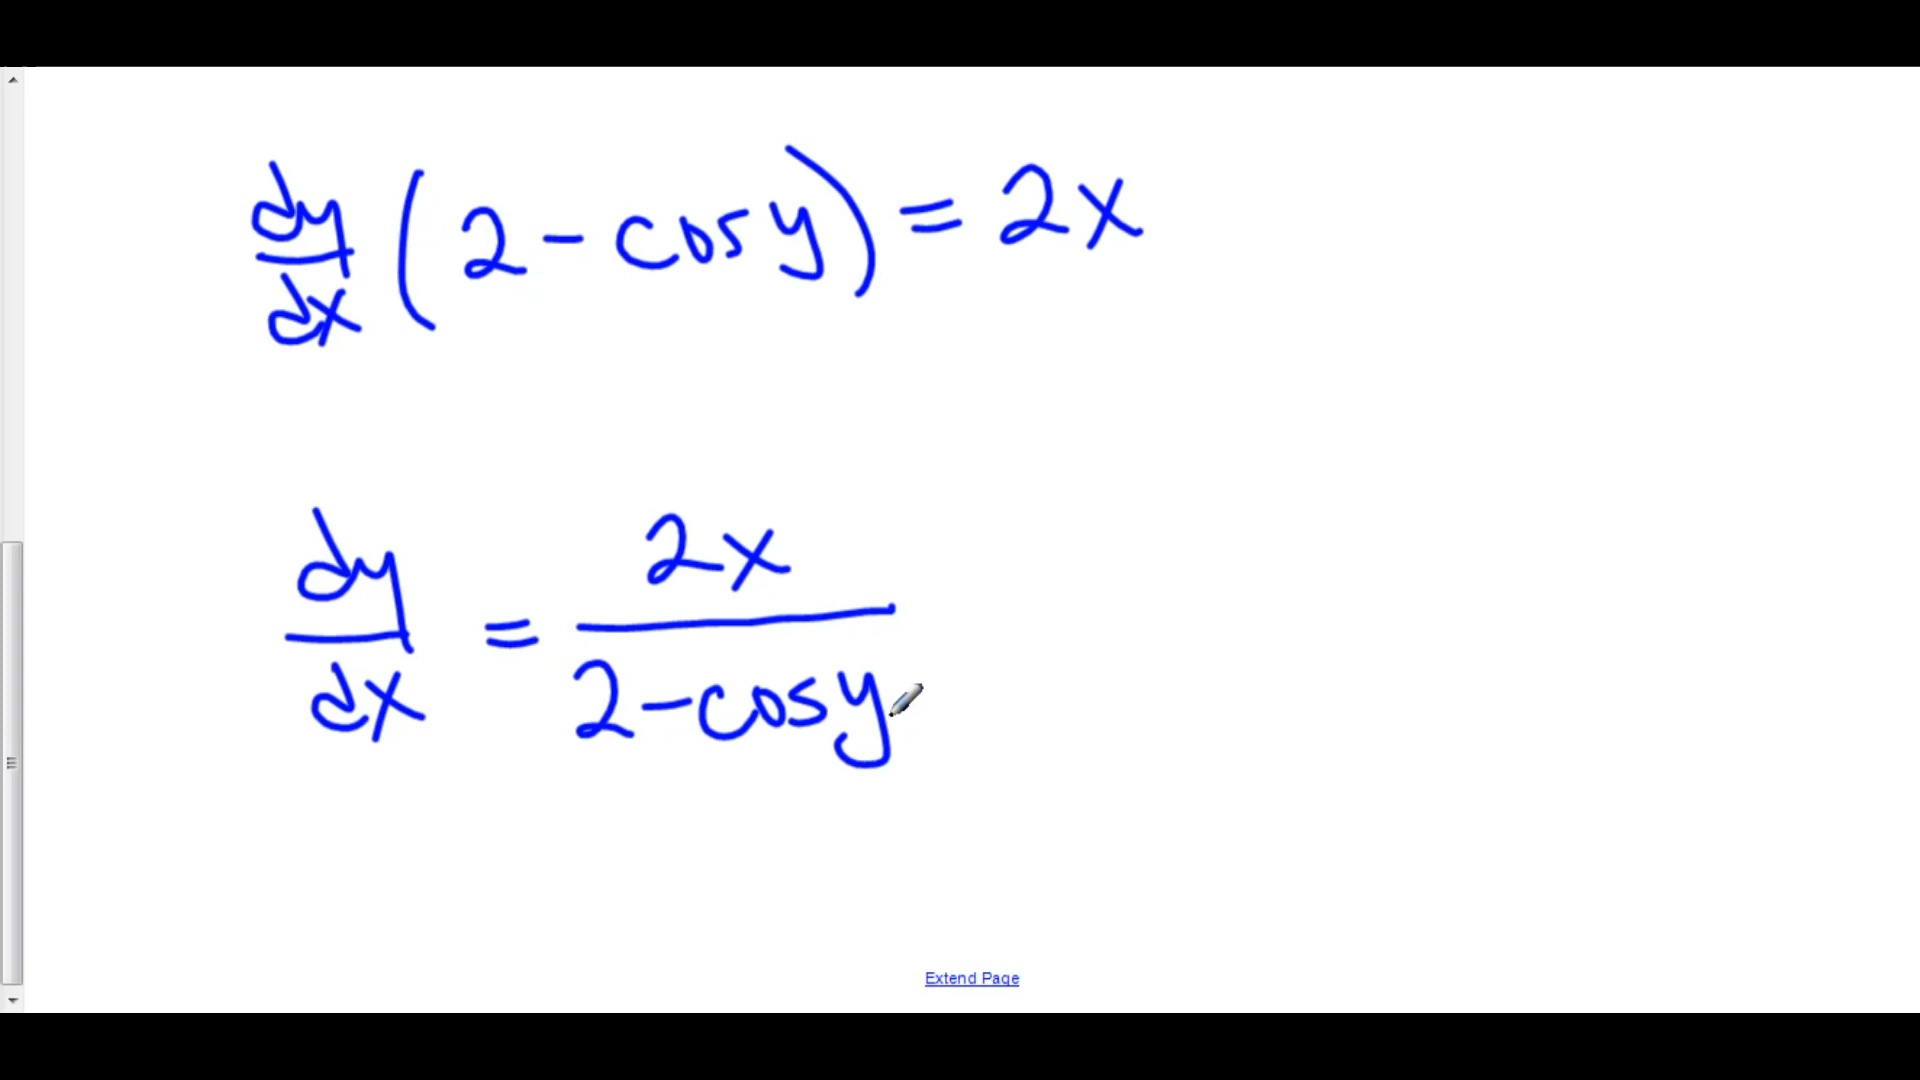 dy/dx (2 - cos y) = 2x
dy/dx = 2x/(2 - cos y)
Extend Page